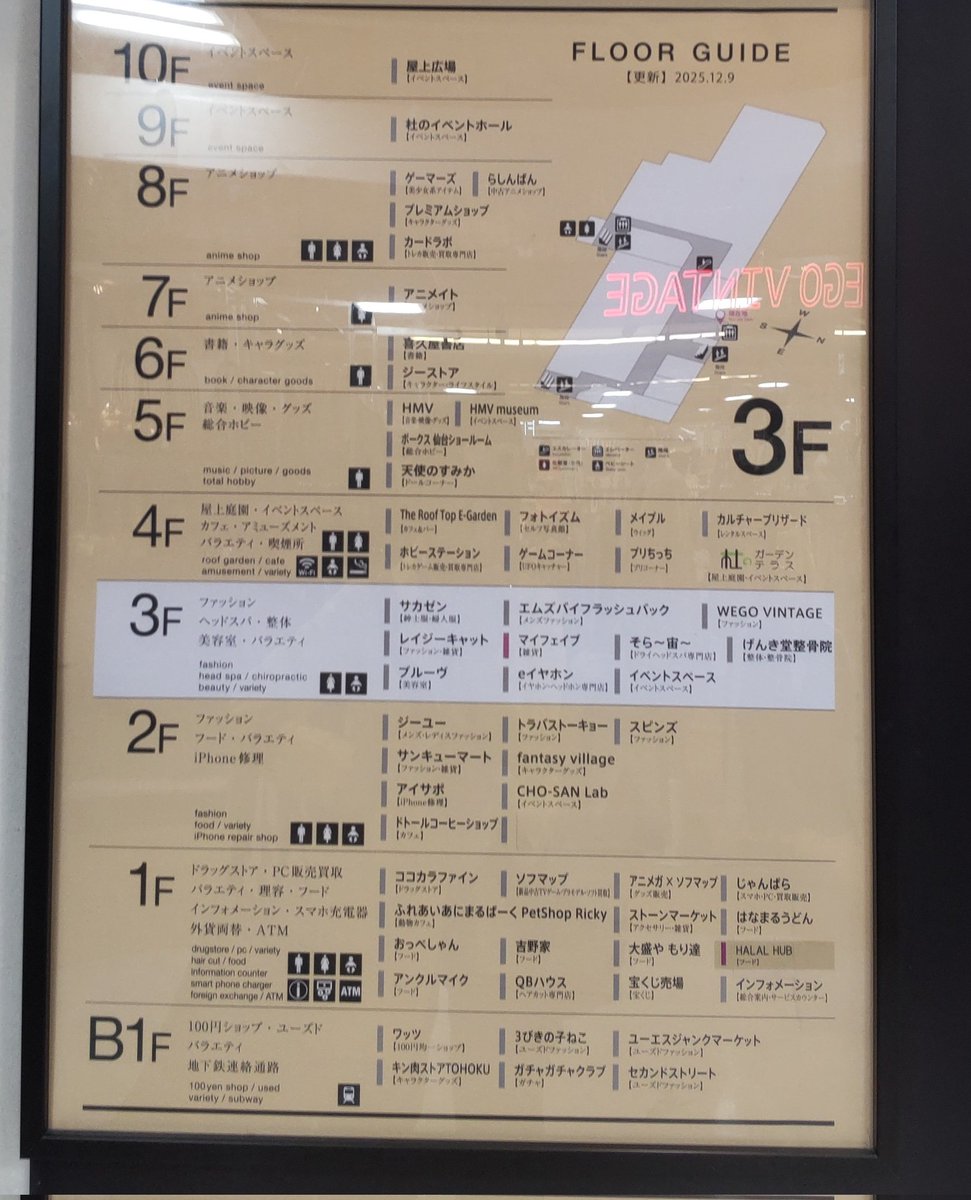 FLOOR GUIDE
【更新】2025.12.9
10F
イベントスペース
event space
屋上広場
【イベントスペース】
9F
イベントスペース
event space
杜のイベントホール
【イベントスペース】
8F
アニメショップ
anime shop
ゲーマーズ
【美少女系アイテム】
らしんばん
【中古アニメショップ】
プレミアムショップ
【キャラクターグッズ】
カードラボ
【トレカ販売・買取専門店】
7F
アニメショップ
anime shop
アニメイト
6F
書籍・キャラグッズ
book / character goods
喜久屋書店
【書籍】
ジーストア
【キャラクター・ライフスタイル】
5F
音楽・映像・グッズ
総合ホビー
music / picture / goods
total hobby
HMV
【音楽・映像・グッズ】
HMV museum
【イベントスペース】
ボークス 仙台ショールーム
【総合ホビー】
天使のすみか
【ドールコーナー】
4F
屋上庭園・イベントスペース
カフェ・アミューズメント
バラエティ・喫煙所
roof garden / cafe
amusement / variety
Wi-Fi
The Roof Top E-Garden
【カフェ&バー】
フォトイズム
【セルフ写真館】
メイプル
【ウィッグ】
カルチャーブリザード
【レンタルスペース】
ホビーステーション
【トレカゲーム販売・買取専門店】
ゲームコーナー
【UFOキャッチャー】
プリちっち
【プリコーナー】
杜のガーデン
テラス
【屋上庭園・イベントスペース】
3F
ファッション
ヘッドスパ・整体
美容室・バラエティ
fashion
head spa / chiropractic
beauty / variety
サカゼン
【紳士服・婦人服】
エムズバイフラッシュバック
【メンズファッション】
WEGO VINTAGE
【ファッション】
レイジーキャット
【ファッション・雑貨】
マイフェイブ
【雑貨】
そら〜宙〜
【ドライヘッドスパ専門店】
げんき堂整骨院
【整体・整骨院】
プルーヴ
【美容室】
eイヤホン
【イヤホン・ヘッドホン専門店】
イベントスペース
【イベントスペース】
2F
ファッション
フード・バラエティ
iPhone修理
fashion
food / variety
iPhone repair shop
ジーユー
【メンズ・レディスファッション】
トラバストーキョー
【ファッション】
スピンズ
【ファッション】
サンキューマート
【ファッション・雑貨】
fantasy village
【キャラクターグッズ】
アイサポ
【iPhone修理】
CHO-SAN Lab
【イベントスペース】
ドトールコーヒーショップ
【カフェ】
1F
ドラッグストア・PC販売買取
バラエティ・理容・フード
インフォメーション・スマホ充電器
外貨両替・ATM
drugstore / pc / variety
hair cut / food
information counter
smart phone charger
foreign exchange / ATM
ATM
ココカラファイン
【ドラッグストア】
ソフマップ
アニメガ×ソフマップ
【グッズ販売】
じゃんぱら
【スマホ・PC・買取販売】
ふれあいあにまるぱーく PetShop Ricky
【動物カフェ】
ストーンマーケット
【アクセサリー・雑貨】
はなまるうどん
【フード】
おっぺしゃん
【フード】
吉野家
【フード】
大盛や もり達
【フード】
HALAL HUB
【フード】
アンクルマイク
【フード】
QBハウス
【ヘアカット専門店】
宝くじ売場
【宝くじ】
インフォメーション
【総合案内・サービスカウンター】
B1F
100円ショップ・ユーズド
バラエティ
地下鉄連絡通路
100yen shop / used
variety / subway
ワッツ
【100円均一ショップ】
3びきの子ねこ
【ユーズドファッション】
ユーエスジャンクマーケット
【ユーズドファッション】
キン肉ストアTOHOKU
【キャラクターグッズ】
ガチャガチャクラブ
【ガチャ】
セカンドストリート
【ユーズドファッション】
現在地
W
S
N
E
3F
エスカレーター
エレベーター
階段
ベビーシート
EGO VINTAGE